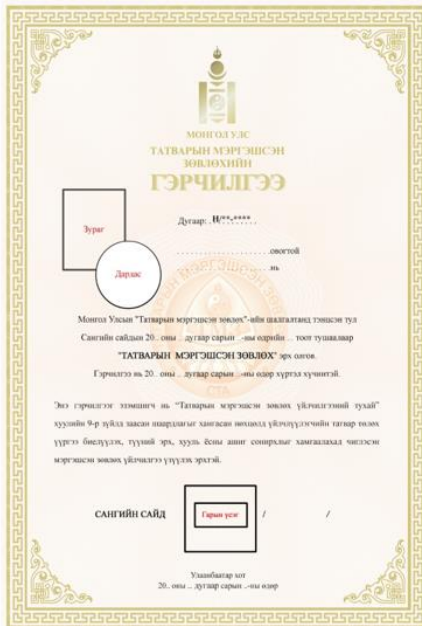 МОНГОЛ УЛС
ТАТВАРЫН МЭРГЭШСЭН
ЗӨВЛӨХИЙН
ГЭРЧИЛГ�ээ
Зураг
Дугаар: .Н/**-****. . . . . .
. . . . . . . . . . . . . . . . . . .овогтой
Дардас
. . . . . . . . . . . . . . . . . . .нь
Монгол Улсын "Татварын мэргэшсэн зөвлөх"-ийн шалгалтанд тэнцсэн тул
Сангийн сайдын 20.. оны .. дугаар сарын ..-ны өдрийн ... тоот тушаалаар
"ТАТВАРЫН МЭРГЭШСЭН ЗӨВЛӨХ" эрх олгов.
Гэрчилгээ нь 20.. оны .. дугаар сарын ..-ны өдөр хүртэл хүчинтэй.
Энэ гэрчилгээг эзэмшигч нь "Татварын мэргэшсэн зөвлөх үйлчилгээний тухай"
хуулийн 9-р зүйлд заасан шаардлагыг хангасан нөхцөлд үйлчлүүлэгчийн татвар төлөх
үүргээ биелүүлэх, түүний эрх, хууль ёсны ашиг сонирхлыг хамгаалахад чиглэсэн
мэргэшсэн зөвлөх үйлчилгээ үзүүлэх эрхтэй.
САНГИЙН САЙД
Гарын үсэг
/ /
Улаанбаатар хот
20.. оны .. дугаар сарын ..-ны өдөр